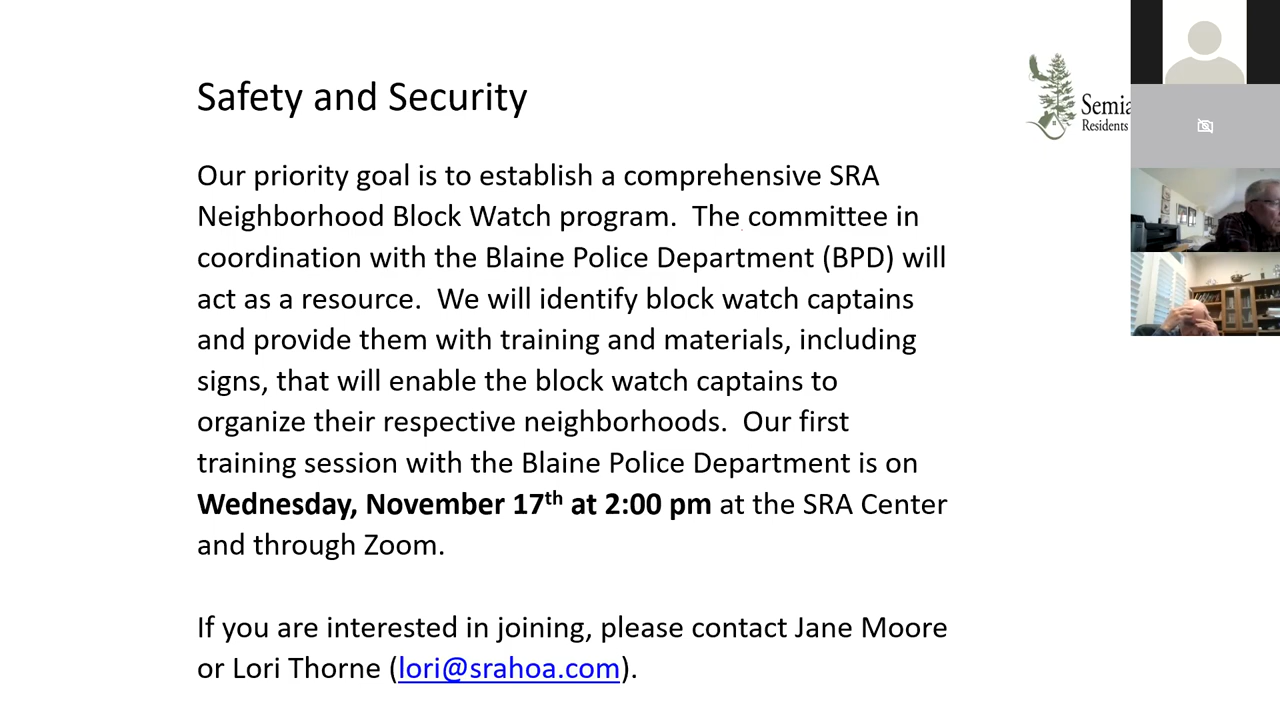 Safety and Security
Semia
Residents
Our priority goal is to establish a comprehensive SRA
Neighborhood Block Watch program.  The committee in
coordination with the Blaine Police Department (BPD) will
act as a resource.  We will identify block watch captains
and provide them with training and materials, including
signs, that will enable the block watch captains to
organize their respective neighborhoods.  Our first
training session with the Blaine Police Department is on
Wednesday, November 17th at 2:00 pm at the SRA Center
and through Zoom.
If you are interested in joining, please contact Jane Moore
or Lori Thorne (lori@srahoa.com).